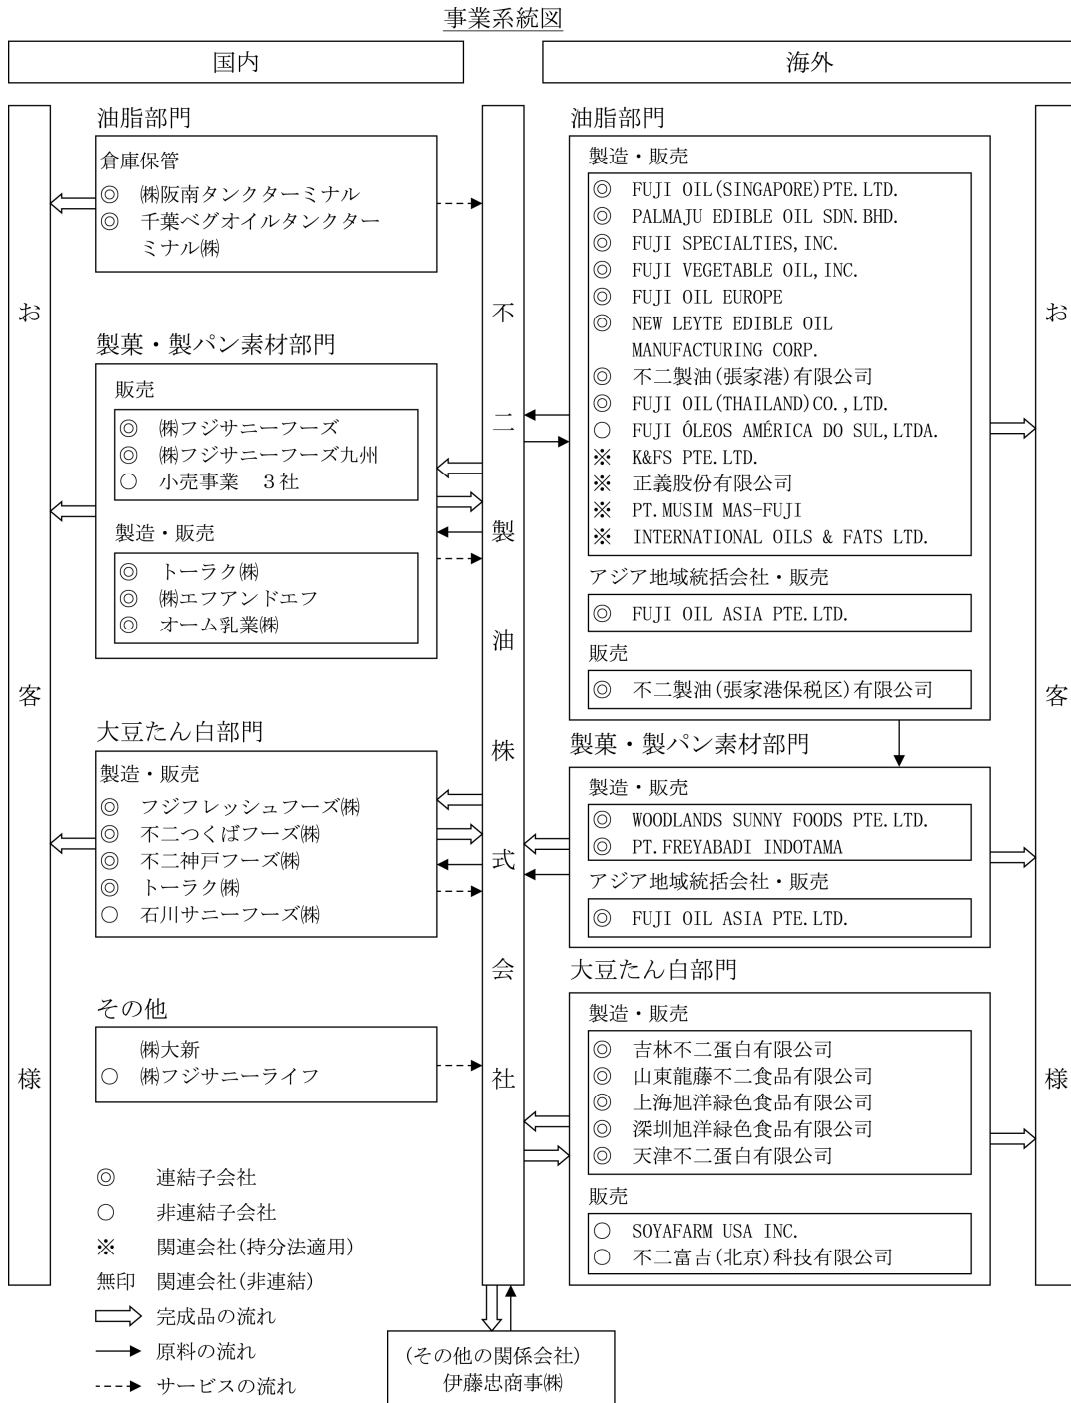 事業系統図
国内
海外
お客様
油脂部門
倉庫保管
◎ ㈱阪南タンクターミナル
◎ 千葉ベグオイルタンクター
ミナル㈱
製菓・製パン素材部門
販売
◎ ㈱フジサニーフーズ
◎ ㈱フジサニーフーズ九州
○ 小売事業 3社
製造・販売
◎ トーラク㈱
◎ ㈱エフアンドエフ
◎ オーム乳業㈱
大豆たん白部門
製造・販売
◎ フジフレッシュフーズ㈱
◎ 不二つくばフーズ㈱
◎ 不二神戸フーズ㈱
◎ トーラク㈱
○ 石川サニーフーズ㈱
その他
㈱大新
○ ㈱フジサニーライフ
◎ 連結子会社
○ 非連結子会社
※ 関連会社(持分法適用)
無印 関連会社(非連結)
完成品の流れ
原料の流れ
サービスの流れ
不二製油株式会社
(その他の関係会社)
伊藤忠商事㈱
油脂部門
製造・販売
◎ FUJI OIL(SINGAPORE)PTE.LTD.
◎ PALMAJU EDIBLE OIL SDN.BHD.
◎ FUJI SPECIALTIES,INC.
◎ FUJI VEGETABLE OIL,INC.
◎ FUJI OIL EUROPE
◎ NEW LEYTE EDIBLE OIL
MANUFACTURING CORP.
◎ 不二製油(張家港)有限公司
◎ FUJI OIL(THAILAND)CO.,LTD.
○ FUJI ÓLEOS AMÉRICA DO SUL,LTDA.
※ K&FS PTE.LTD.
※ 正義股份有限公司
※ PT.MUSIM MAS-FUJI
※ INTERNATIONAL OILS & FATS LTD.
アジア地域統括会社・販売
◎ FUJI OIL ASIA PTE.LTD.
販売
◎ 不二製油(張家港保税区)有限公司
製菓・製パン素材部門
製造・販売
◎ WOODLANDS SUNNY FOODS PTE.LTD.
◎ PT.FREYABADI INDOTAMA
アジア地域統括会社・販売
◎ FUJI OIL ASIA PTE.LTD.
大豆たん白部門
製造・販売
◎ 吉林不二蛋白有限公司
◎ 山東龍藤不二食品有限公司
◎ 上海旭洋緑色食品有限公司
◎ 深圳旭洋緑色食品有限公司
◎ 天津不二蛋白有限公司
販売
○ SOYAFARM USA INC.
○ 不二富吉(北京)科技有限公司
お客様